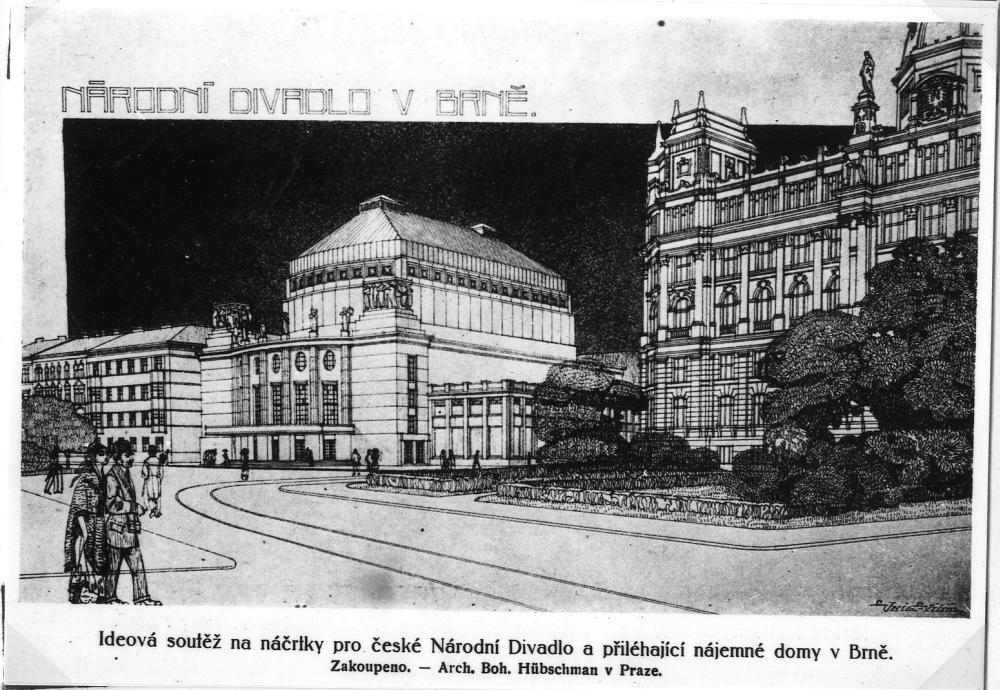 NÁRODNÍ DIVADLO V BRNĚ.
Ideová soutěž na náčrtky pro české Národní Divadlo a přiléhající nájemné domy v Brně.
Zakoupeno. — Arch. Boh. Hübschman v Praze.